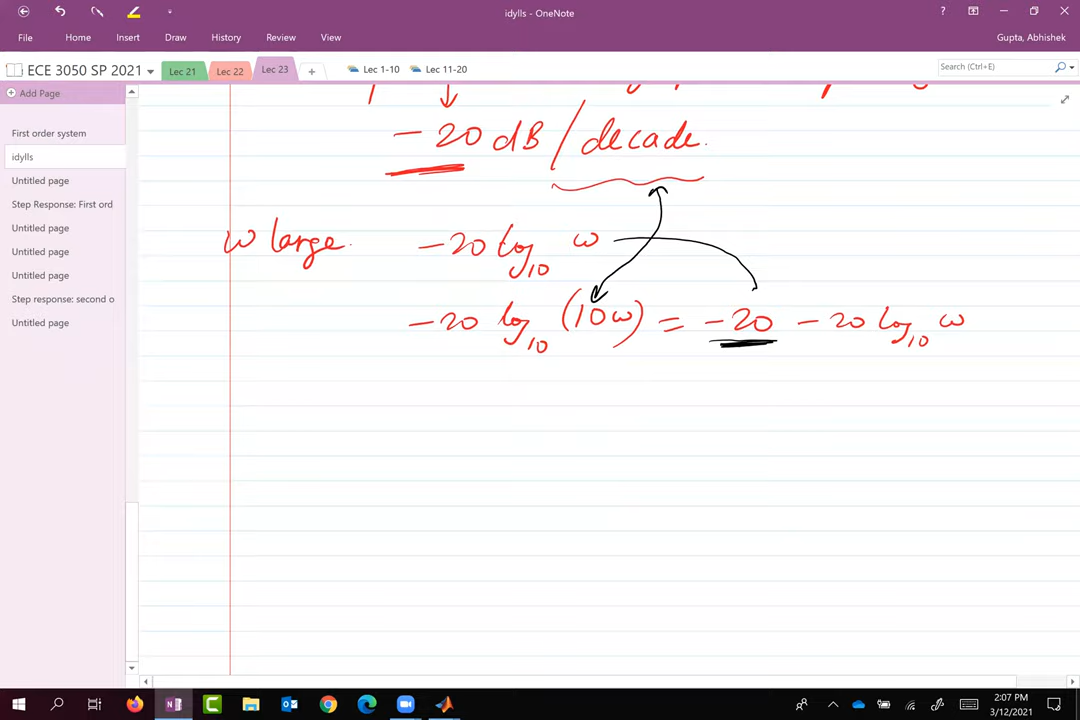 idylls - OneNote
File Home Insert Draw History Review View
Gupta, Abhishek
ECE 3050 SP 2021 Lec 21 Lec 22 Lec 23 Lec 1-10 Lec 11-20
Search (Ctrl+E)
Add Page
First order system
idylls
Untitled page
Step Response: First ord
Untitled page
Untitled page
Untitled page
Step response: second o
Untitled page
-20 dB / decade.
ω large. -20 log10 ω
-20 log10 (10ω) = -20 - 20 log10 ω
2:07 PM
3/12/2021